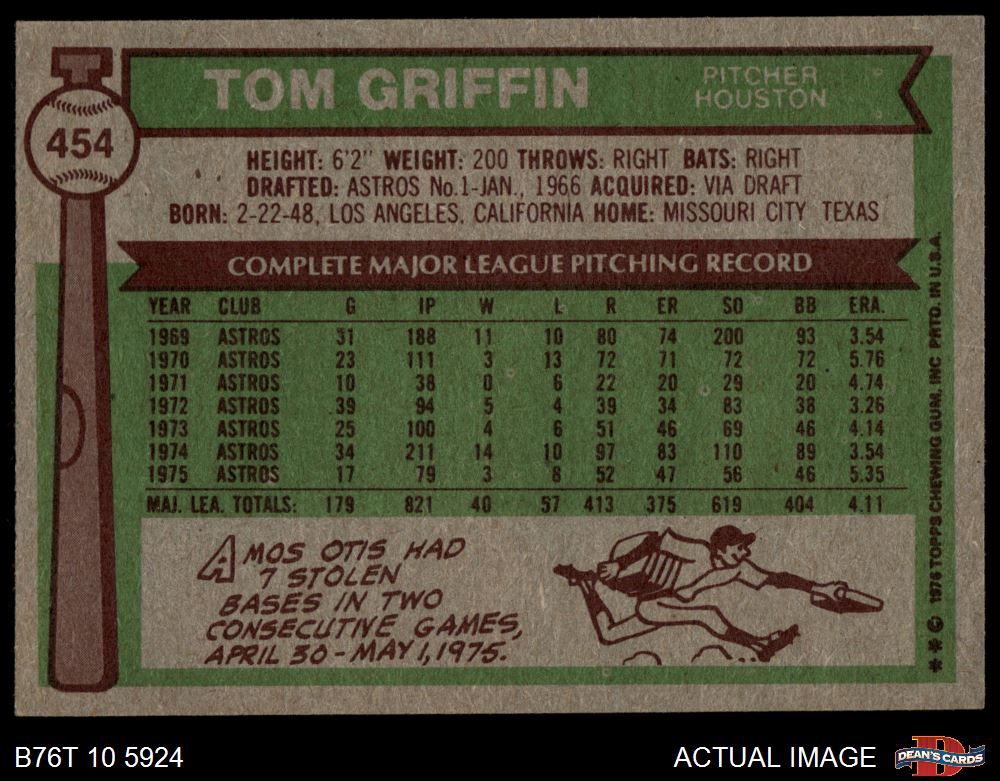 454
TOM GRIFFIN
PITCHER
HOUSTON
HEIGHT: 6'2" WEIGHT: 200 THROWS: RIGHT BATS: RIGHT
DRAFTED: ASTROS No.1-JAN., 1966 ACQUIRED: VIA DRAFT
BORN: 2-22-48, LOS ANGELES, CALIFORNIA HOME: MISSOURI CITY TEXAS
COMPLETE MAJOR LEAGUE PITCHING RECORD
YEAR CLUB G IP W L R ER SO BB ERA.
1969 ASTROS 31 188 11 10 80 74 200 93 3.54
1970 ASTROS 23 111 3 13 72 71 72 72 5.76
1971 ASTROS 10 38 0 6 22 20 29 20 4.74
1972 ASTROS 39 94 5 4 39 34 83 38 3.26
1973 ASTROS 25 100 4 6 51 46 69 46 4.14
1974 ASTROS 34 211 14 10 97 83 110 89 3.54
1975 ASTROS 17 79 3 8 52 47 56 46 5.35
MAJ. LEA. TOTALS: 179 821 40 57 413 375 619 404 4.11
AMOS OTIS HAD
7 STOLEN
BASES IN TWO
CONSECUTIVE GAMES,
APRIL 30 - MAY 1, 1975.
* * © 1976 TOPPS CHEWING GUM, INC PRTD. IN U.S.A.
B76T 10 5924
ACTUAL IMAGE
D
DEAN'S CARDS